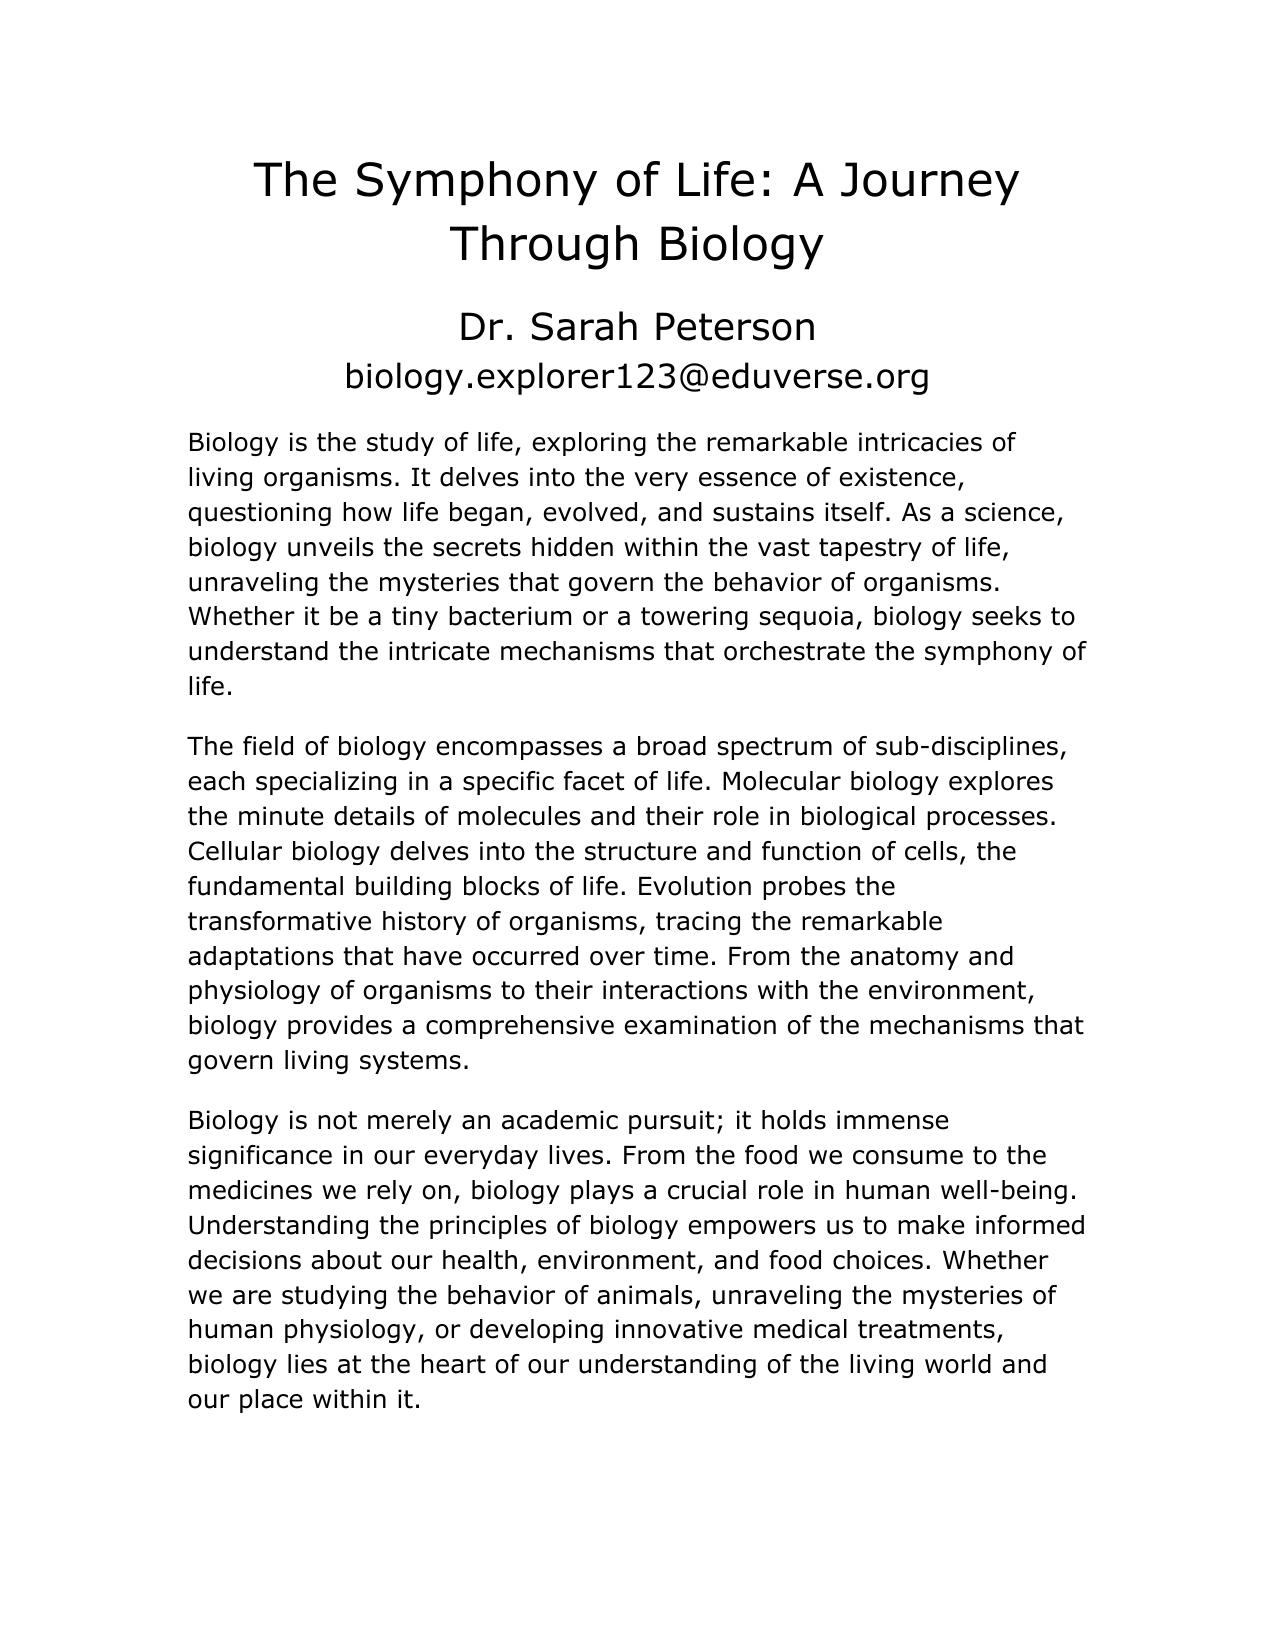 The Symphony of Life: A Journey
Through Biology
Dr. Sarah Peterson
biology.explorer123@eduverse.org
Biology is the study of life, exploring the remarkable intricacies of
living organisms. It delves into the very essence of existence,
questioning how life began, evolved, and sustains itself. As a science,
biology unveils the secrets hidden within the vast tapestry of life,
unraveling the mysteries that govern the behavior of organisms.
Whether it be a tiny bacterium or a towering sequoia, biology seeks to
understand the intricate mechanisms that orchestrate the symphony of
life.
The field of biology encompasses a broad spectrum of sub-disciplines,
each specializing in a specific facet of life. Molecular biology explores
the minute details of molecules and their role in biological processes.
Cellular biology delves into the structure and function of cells, the
fundamental building blocks of life. Evolution probes the
transformative history of organisms, tracing the remarkable
adaptations that have occurred over time. From the anatomy and
physiology of organisms to their interactions with the environment,
biology provides a comprehensive examination of the mechanisms that
govern living systems.
Biology is not merely an academic pursuit; it holds immense
significance in our everyday lives. From the food we consume to the
medicines we rely on, biology plays a crucial role in human well-being.
Understanding the principles of biology empowers us to make informed
decisions about our health, environment, and food choices. Whether
we are studying the behavior of animals, unraveling the mysteries of
human physiology, or developing innovative medical treatments,
biology lies at the heart of our understanding of the living world and
our place within it.